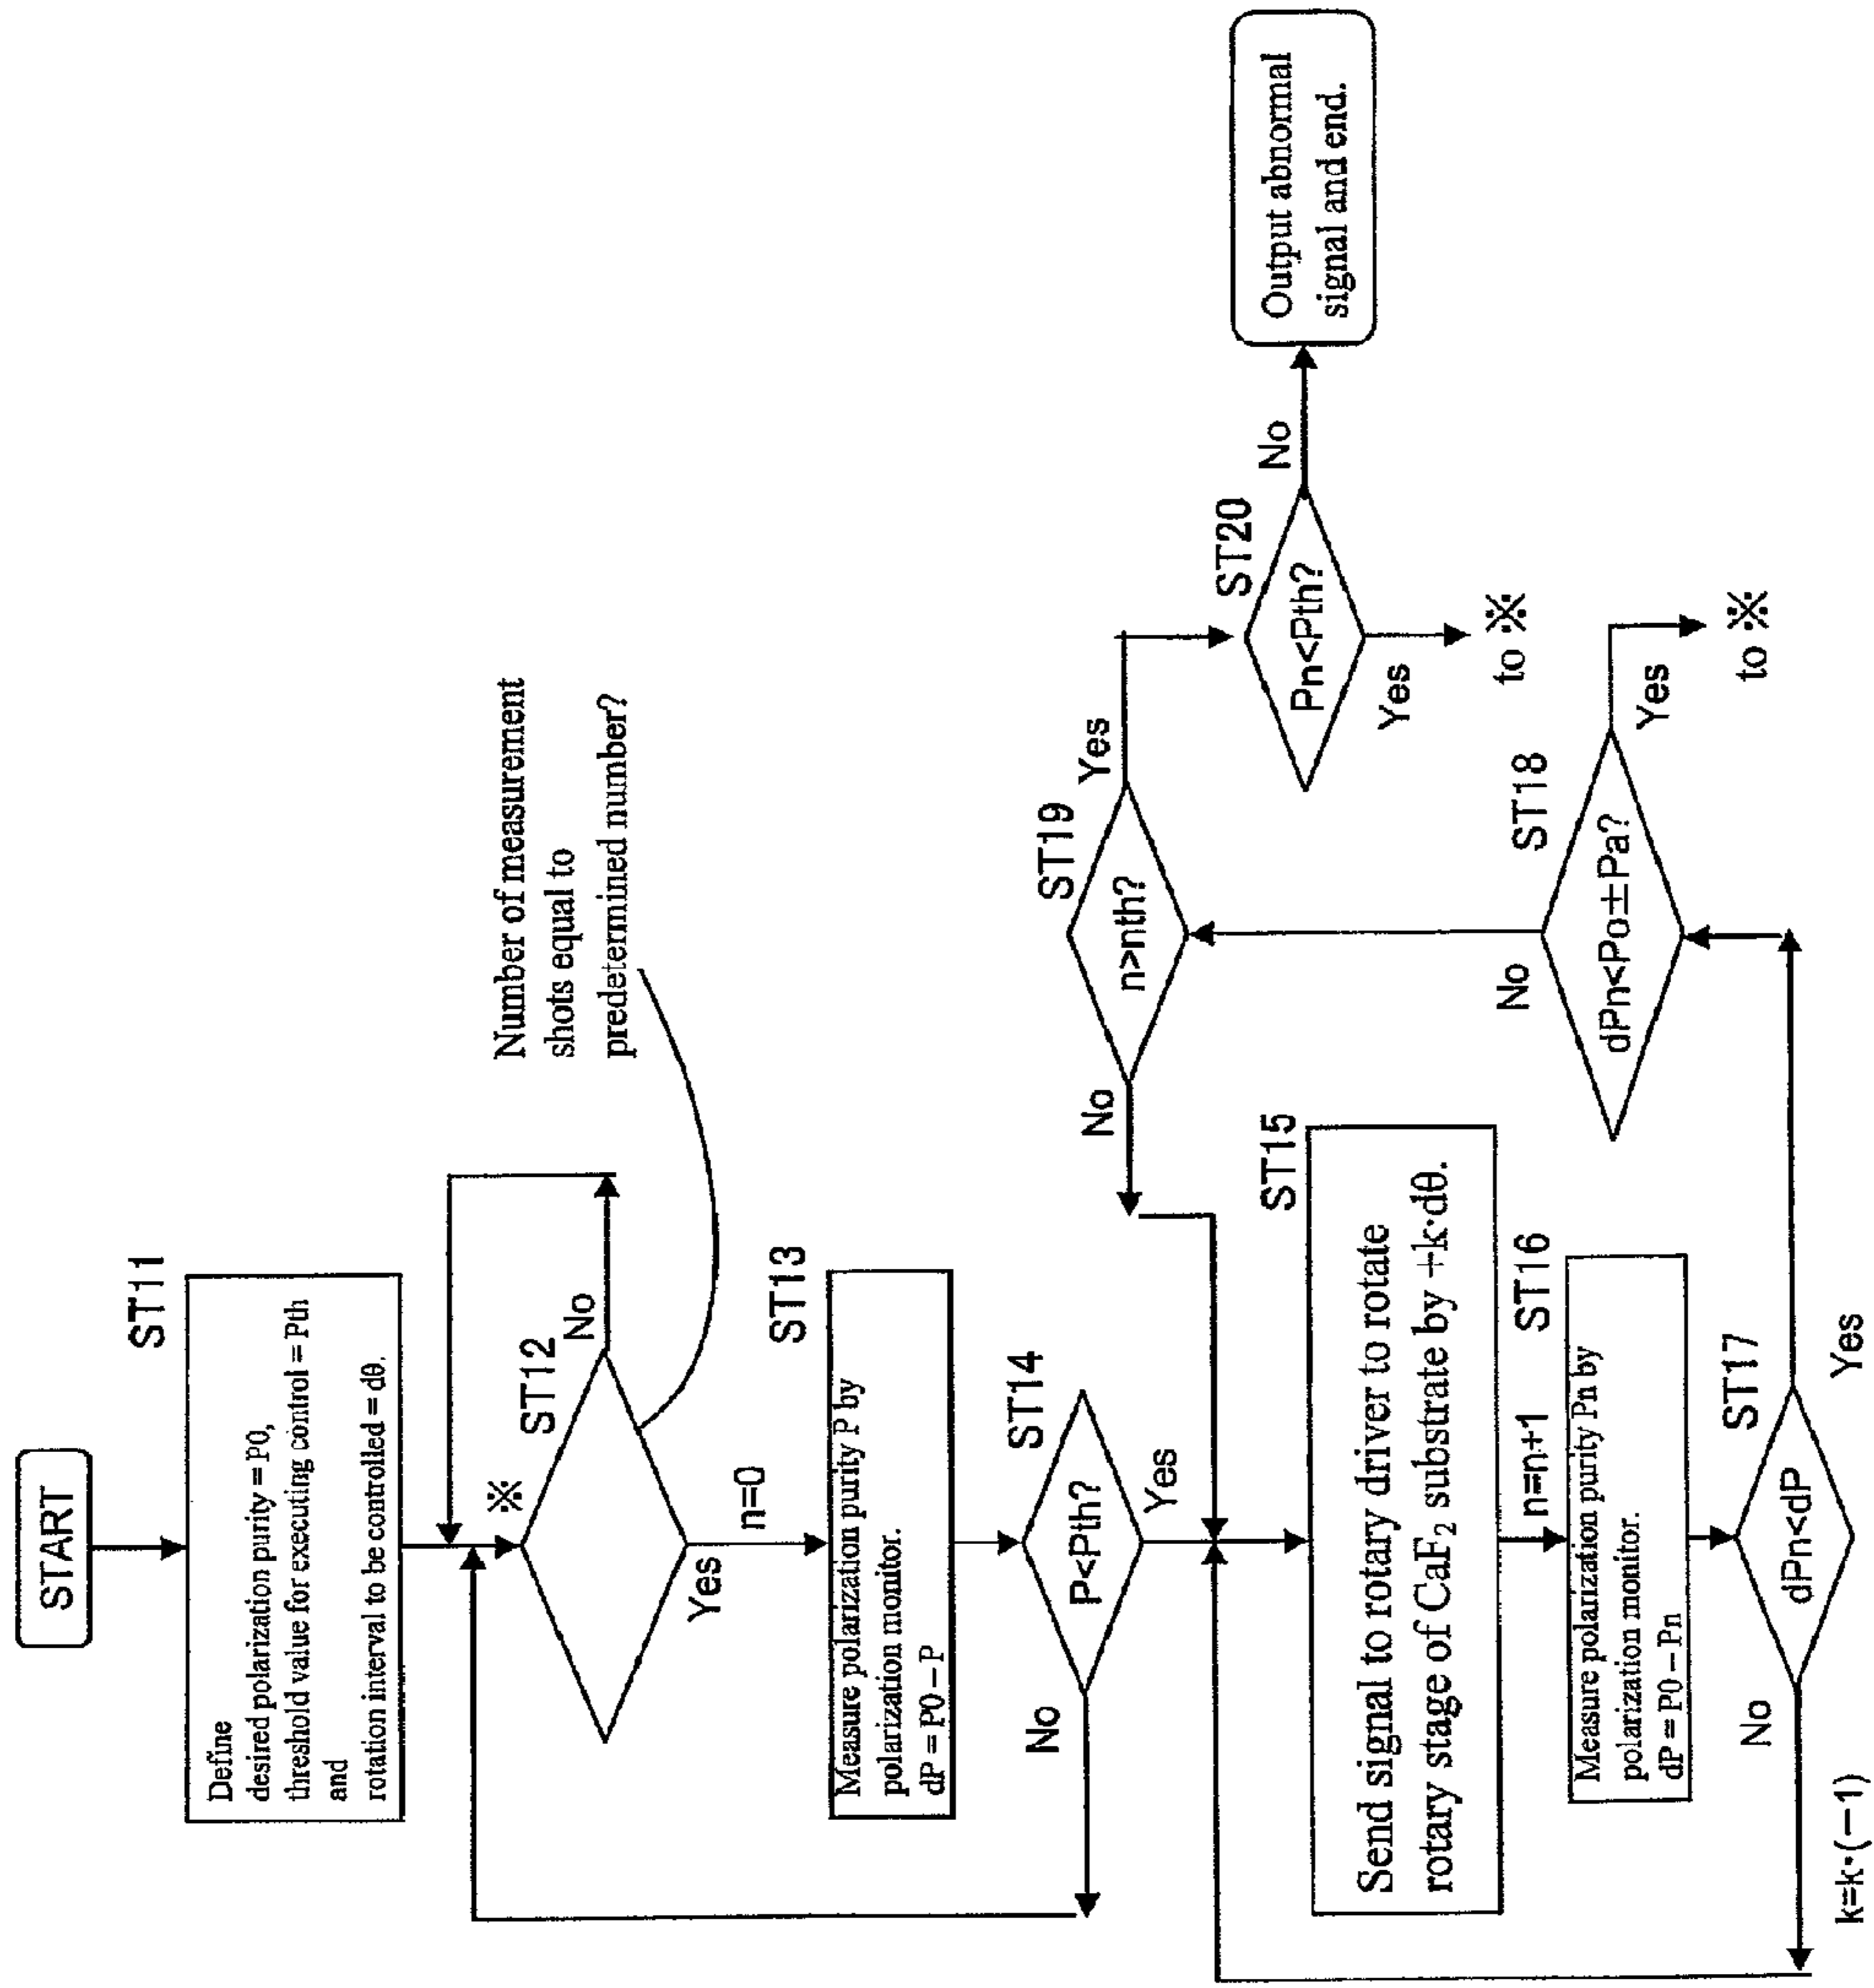 START
ST11
Define
desired polarization purity = P0,
threshold value for executing control = Pth
and
rotation interval to be controlled = dθ.
※
ST12
No
Number of measurement
shots equal to
predetermined number?
Yes
n=0
ST13
Measure polarization purity P by
polarization monitor.
dP = P0 − P
ST14
P<Pth?
No
Yes
ST15
Send signal to rotary driver to rotate
rotary stage of CaF₂ substrate by +k·dθ.
n=n+1
ST16
Measure polarization purity Pn by
polarization monitor.
dP = P0 − Pn
ST17
dPn<dP
No
Yes
k=k·(−1)
ST18
dPn<Po±Pa?
No
Yes
to ※
ST19
n>nth?
No
Yes
ST20
Pn<Pth?
Yes
to ※
No
Output abnormal
signal and end.